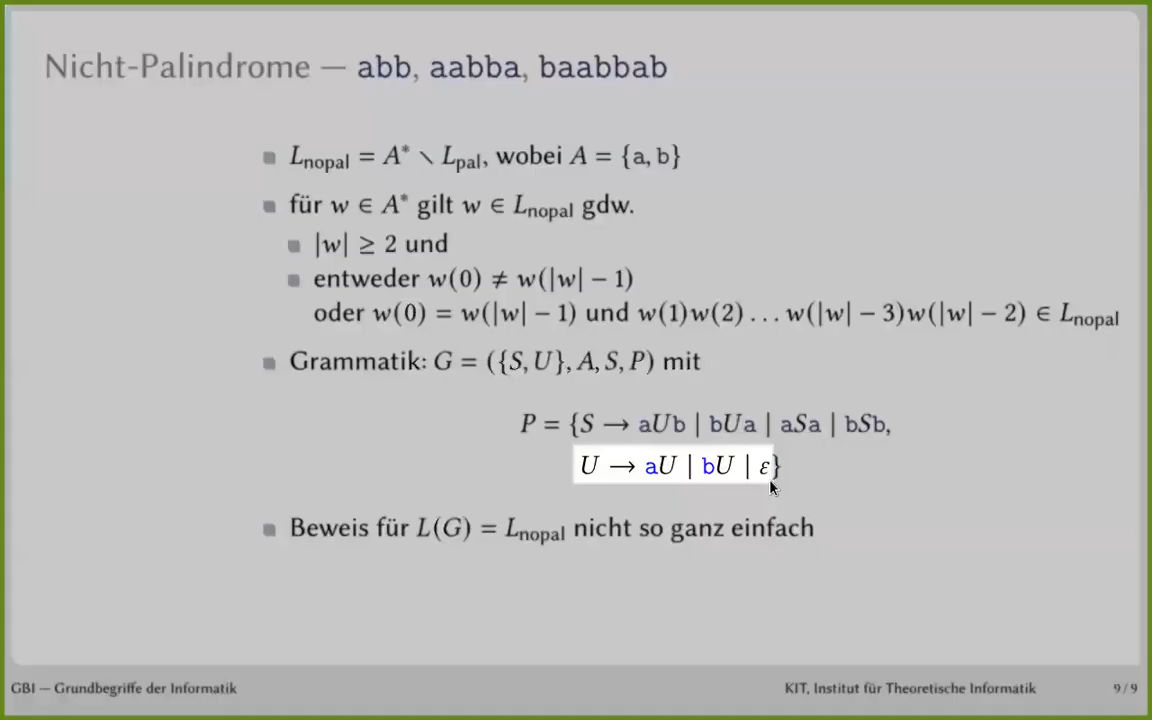 Nicht-Palindrome — abb, aabba, baabbab
L_nopal = A* ∖ L_pal, wobei A = {a, b}
für w ∈ A* gilt w ∈ L_nopal gdw.
|w| ≥ 2 und
entweder w(0) ≠ w(|w| − 1)
oder w(0) = w(|w| − 1) und w(1)w(2) … w(|w| − 3)w(|w| − 2) ∈ L_nopal
Grammatik: G = ({S, U}, A, S, P) mit
P = {S → aUb | bUa | aSa | bSb,
U → aU | bU | ε}
Beweis für L(G) = L_nopal nicht so ganz einfach
GBI — Grundbegriffe der Informatik KIT, Institut für Theoretische Informatik 9 / 9